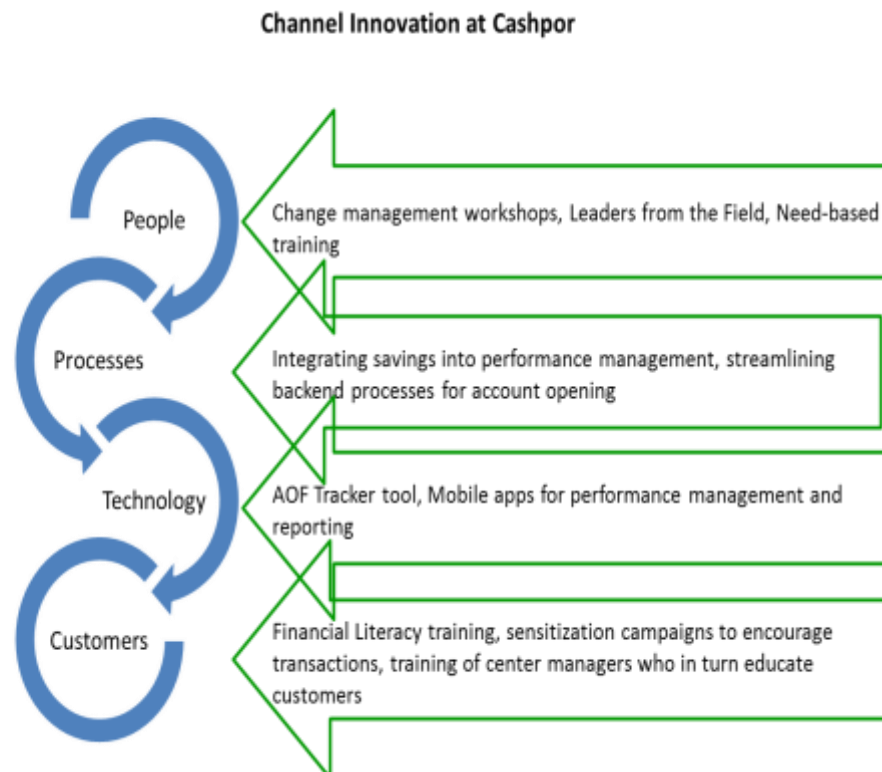 Channel Innovation at Cashpor
People
Change management workshops, Leaders from the Field, Need-based
training
Processes
Integrating savings into performance management, streamlining
backend processes for account opening
Technology
AOF Tracker tool, Mobile apps for performance management and
reporting
Customers
Financial Literacy training, sensitization campaigns to encourage
transactions, training of center managers who in turn educate
customers